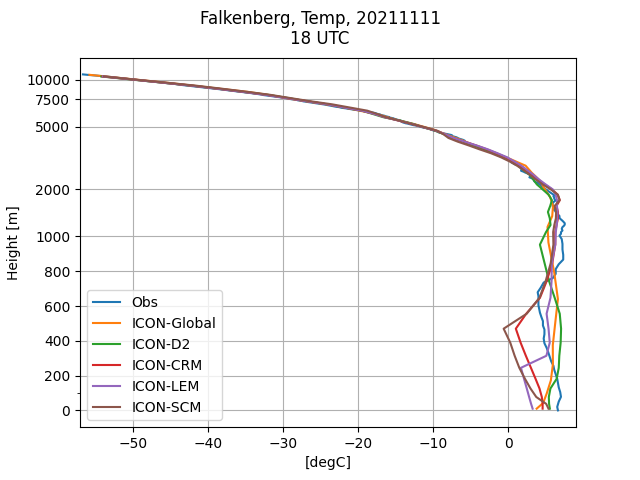 Falkenberg, Temp, 20211111
18 UTC
Height [m]
10000
7500
5000
2000
1000
800
600
400
200
0
Obs
ICON-Global
ICON-D2
ICON-CRM
ICON-LEM
ICON-SCM
−50
−40
−30
−20
−10
0
[degC]